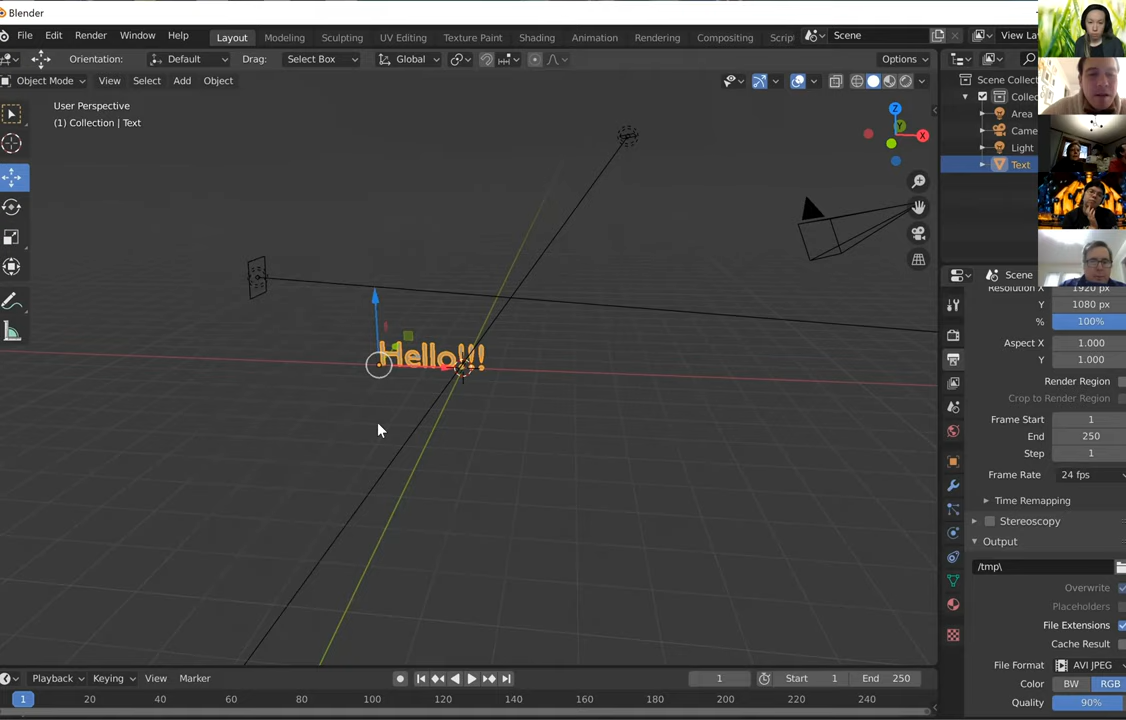 Blender
File Edit Render Window Help Layout Modeling Sculpting UV Editing Texture Paint Shading Animation Rendering Compositing Scrip Scene View La
Orientation: Default Drag: Select Box Global Options
Object Mode View Select Add Object
User Perspective
(1) Collection | Text
Z
Y
X
Hello!!!
Scene Collec
Collec
Area
Came
Light
Text
Scene
Resolution X 1920 px
Y 1080 px
% 100%
Aspect X 1.000
Y 1.000
Render Region
Crop to Render Region
Frame Start 1
End 250
Step 1
Frame Rate 24 fps
Time Remapping
Stereoscopy
Output
/tmp\
Overwrite
Placeholders
File Extensions
Cache Result
File Format AVI JPEG
Color BW RGB
Quality 90%
Playback Keying View Marker 1 Start 1 End 250
1 20 40 60 80 100 120 140 160 180 200 220 240